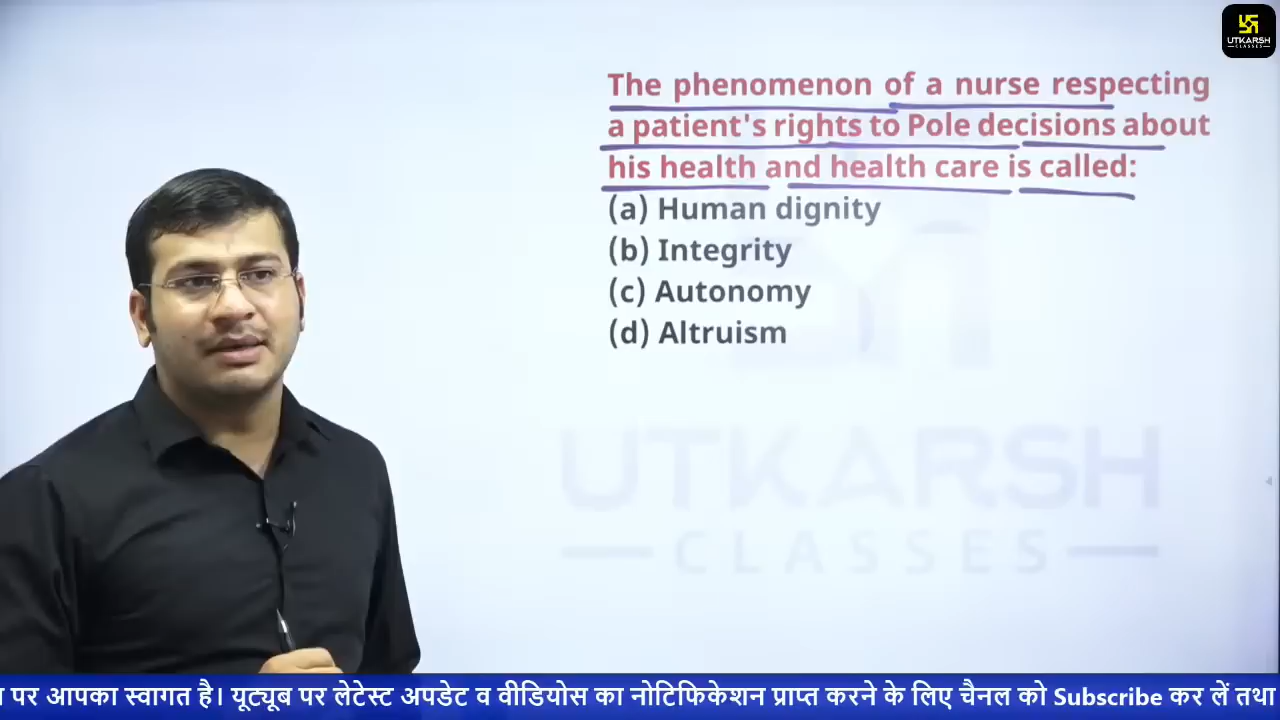 UTKARSH
CLASSES
The phenomenon of a nurse respecting
a patient's rights to Pole decisions about
his health and health care is called:
(a) Human dignity
(b) Integrity
(c) Autonomy
(d) Altruism
UTKARSH
CLASSES
पर आपका स्वागत है। यूट्यूब पर लेटेस्ट अपडेट व वीडियोस का नोटिफिकेशन प्राप्त करने के लिए चैनल को Subscribe कर लें तथा